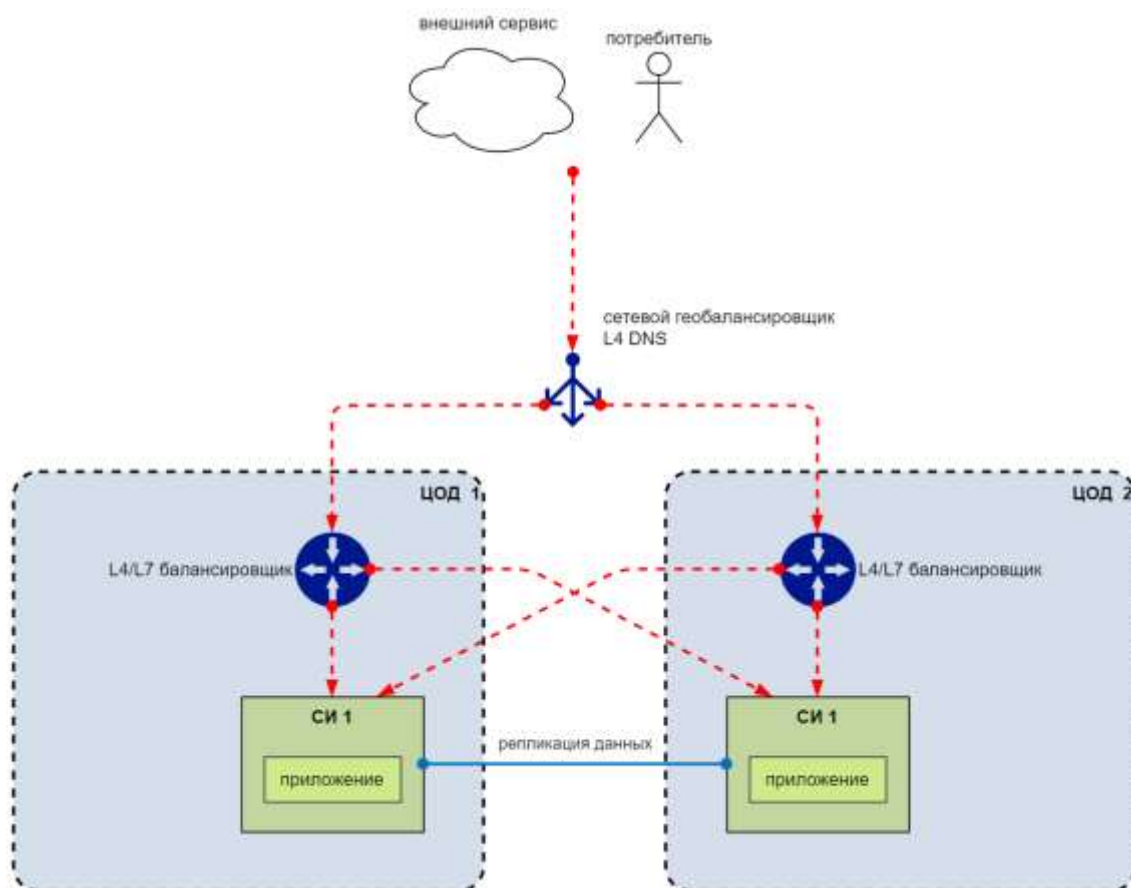 внешний сервис
потребитель
сетевой геобалансировщик
L4 DNS
ЦОД 1
ЦОД 2
L4/L7 балансировщик
L4/L7 балансировщик
СИ 1
СИ 1
репликация данных
приложение
приложение